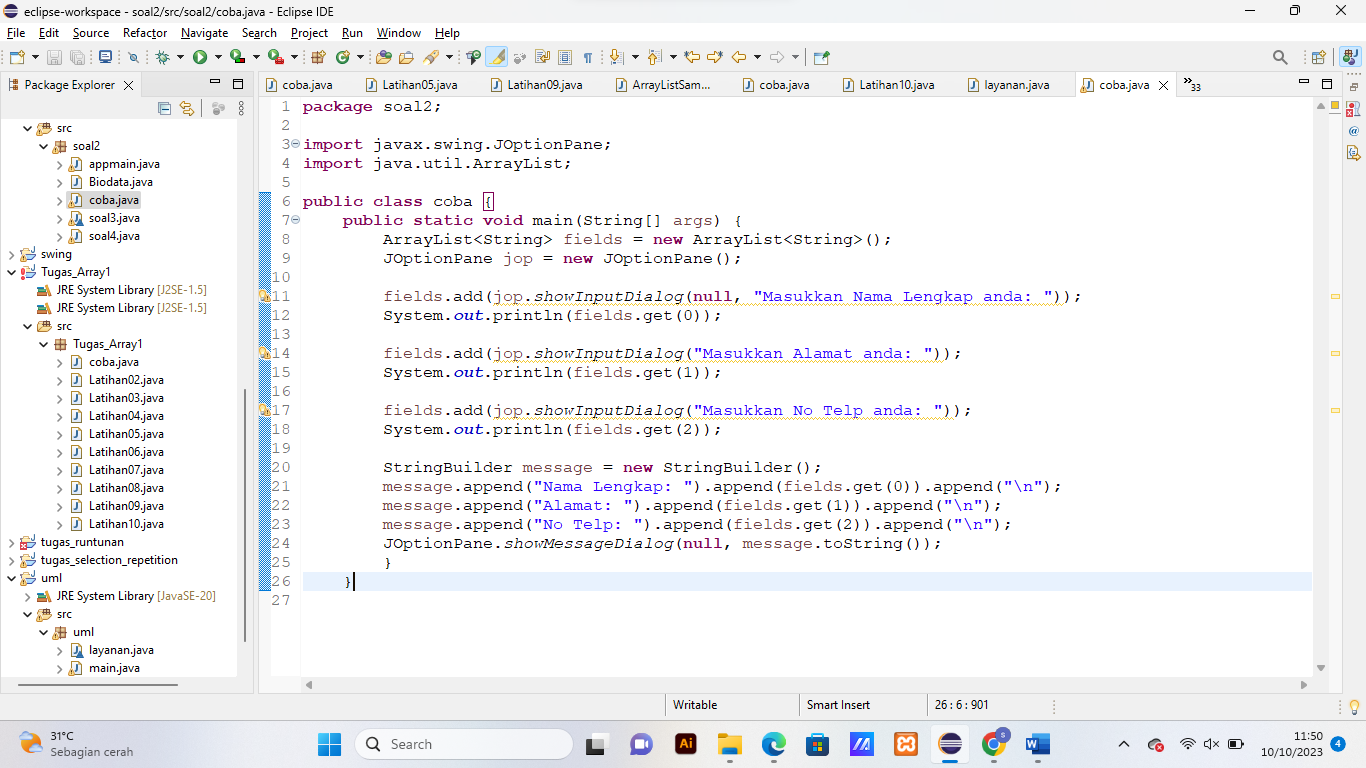 eclipse-workspace - soal2/src/soal2/coba.java - Eclipse IDE
File Edit Source Refactor Navigate Search Project Run Window Help
Package Explorer
coba.java Latihan05.java Latihan09.java ArrayListSam... coba.java Latihan10.java layanan.java coba.java 33
src
soal2
appmain.java
Biodata.java
coba.java
soal3.java
soal4.java
swing
Tugas_Array1
JRE System Library [J2SE-1.5]
JRE System Library [J2SE-1.5]
src
Tugas_Array1
coba.java
Latihan02.java
Latihan03.java
Latihan04.java
Latihan05.java
Latihan06.java
Latihan07.java
Latihan08.java
Latihan09.java
Latihan10.java
tugas_runtunan
tugas_selection_repetition
uml
JRE System Library [JavaSE-20]
src
uml
layanan.java
main.java
1 package soal2;
2
3 import javax.swing.JOptionPane;
4 import java.util.ArrayList;
5
6 public class coba {
7 public static void main(String[] args) {
8 ArrayList<String> fields = new ArrayList<String>();
9 JOptionPane jop = new JOptionPane();
10
11 fields.add(jop.showInputDialog(null, "Masukkan Nama Lengkap anda: "));
12 System.out.println(fields.get(0));
13
14 fields.add(jop.showInputDialog("Masukkan Alamat anda: "));
15 System.out.println(fields.get(1));
16
17 fields.add(jop.showInputDialog("Masukkan No Telp anda: "));
18 System.out.println(fields.get(2));
19
20 StringBuilder message = new StringBuilder();
21 message.append("Nama Lengkap: ").append(fields.get(0)).append("\n");
22 message.append("Alamat: ").append(fields.get(1)).append("\n");
23 message.append("No Telp: ").append(fields.get(2)).append("\n");
24 JOptionPane.showMessageDialog(null, message.toString());
25 }
26 }
27
Writable Smart Insert 26 : 6 : 901
31°C
Sebagian cerah
Search
Ai
S
W
11:50
10/10/2023
4